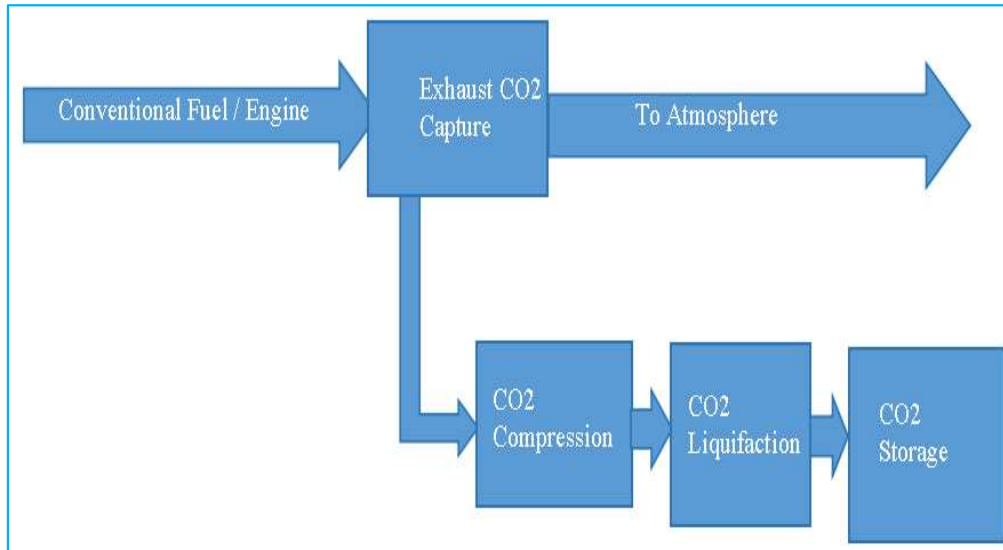 Conventional Fuel / Engine
Exhaust CO2
Capture
To Atmosphere
CO2
Compression
CO2
Liquifaction
CO2
Storage